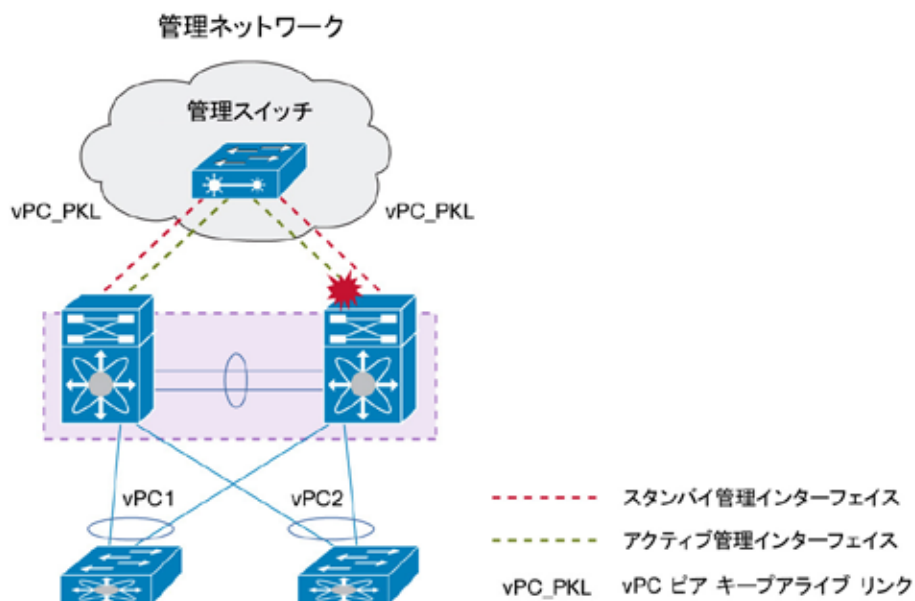 管理ネットワーク
管理スイッチ
vPC_PKL
vPC_PKL
vPC1
vPC2
スタンバイ管理インターフェイス
アクティブ管理インターフェイス
vPC_PKL vPC ピア キープアライブ リンク